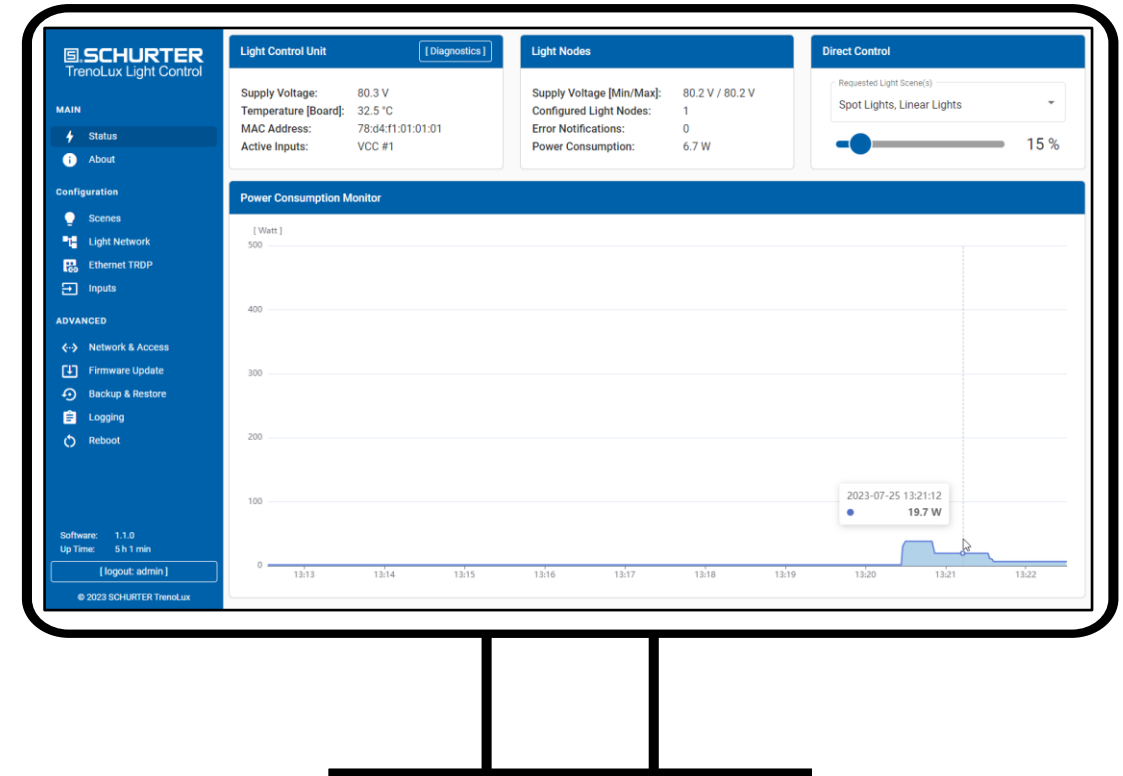 SCHURTER
TrenoLux Light Control
MAIN
Status
About
Configuration
Scenes
Light Network
Ethernet TRDP
Inputs
ADVANCED
Network & Access
Firmware Update
Backup & Restore
Logging
Reboot
Software: 1.1.0
Up Time: 5 h 1 min
[ logout: admin ]
© 2023 SCHURTER TrenoLux
Light Control Unit
[ Diagnostics ]
Supply Voltage: 80.3 V
Temperature [Board]: 32.5 °C
MAC Address: 78:d4:f1:01:01:01
Active Inputs: VCC #1
Light Nodes
Supply Voltage [Min/Max]: 80.2 V / 80.2 V
Configured Light Nodes: 1
Error Notifications: 0
Power Consumption: 6.7 W
Direct Control
Requested Light Scene(s)
Spot Lights, Linear Lights
15 %
Power Consumption Monitor
[ Watt ]
500
400
300
200
100
0
2023-07-25 13:21:12
19.7 W
13:13 13:14 13:15 13:16 13:17 13:18 13:19 13:20 13:21 13:22